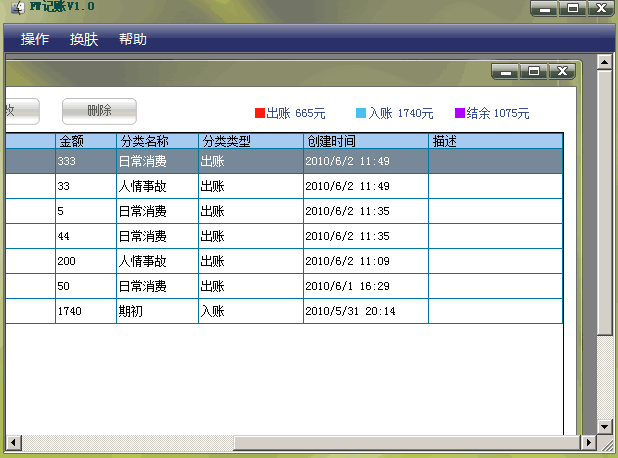 PW记账V1.0
操作 换肤 帮助
改 删除 出账 665元 入账 1740元 结余 1075元
金额 分类名称 分类类型 创建时间 描述
333 日常消费 出账 2010/6/2 11:49
33 人情事故 出账 2010/6/2 11:49
5 日常消费 出账 2010/6/2 11:35
44 日常消费 出账 2010/6/2 11:35
200 人情事故 出账 2010/6/2 11:09
50 日常消费 出账 2010/6/1 16:29
1740 期初 入账 2010/5/31 20:14